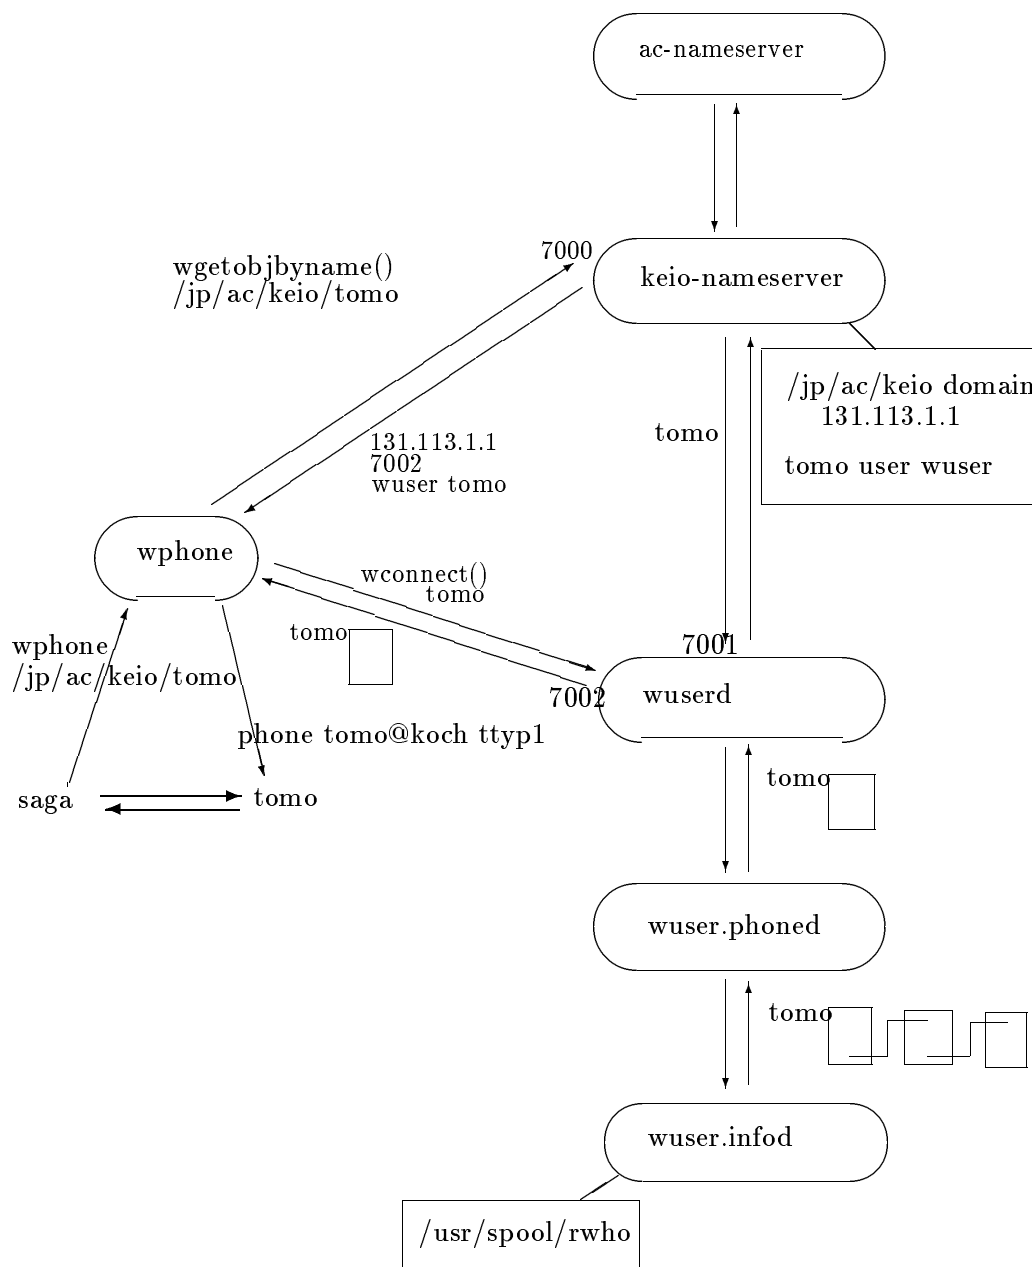 ac-nameserver
7000
wgetobjbyname()
/jp/ac/keio/tomo
keio-nameserver
/jp/ac/keio domain
131.113.1.1
tomo user wuser
tomo
131.113.1.1
7002
wuser tomo
wphone
wconnect()
tomo
tomo
wphone
/jp/ac/keio/tomo
7001
7002
wuserd
phone tomo@koch ttyp1
saga
tomo
tomo
wuser.phoned
tomo
wuser.infod
/usr/spool/rwho